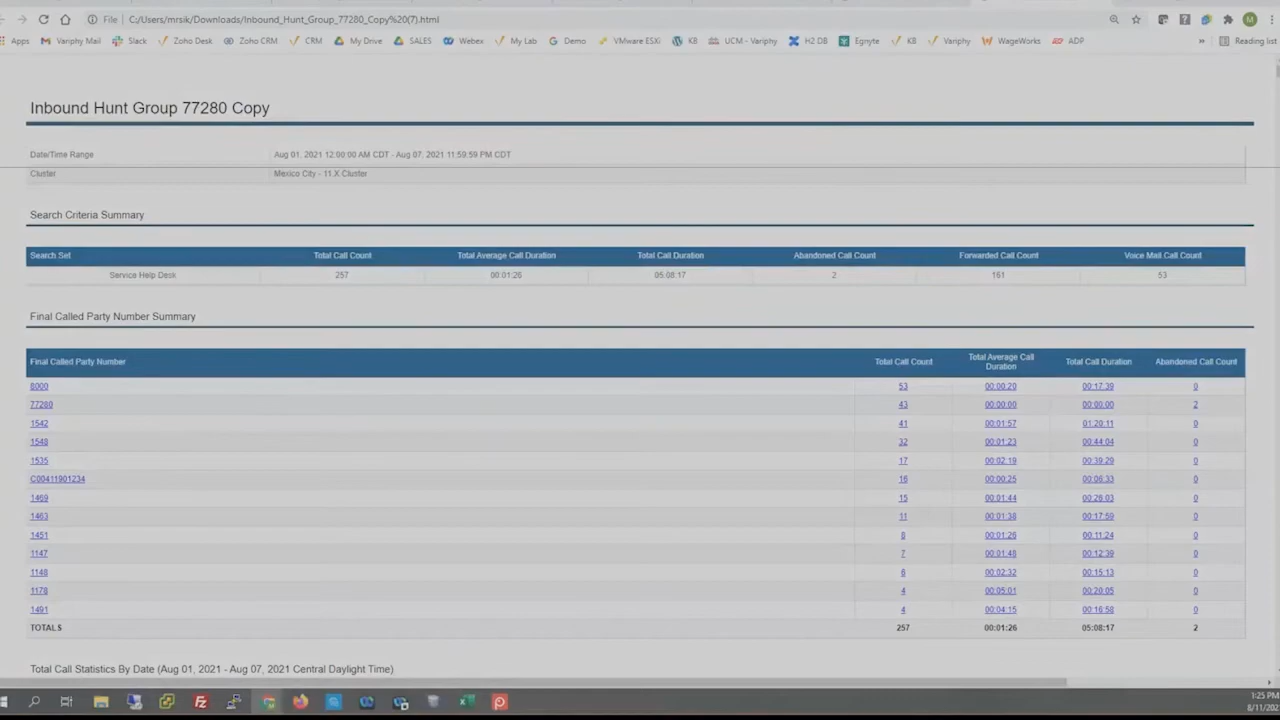 File | C:/Users/mrsik/Downloads/Inbound_Hunt_Group_77280_Copy%20(7).html
Apps Variphy Mail Slack Zoho Desk Zoho CRM CRM My Drive SALES Webex My Lab Demo VMware ESXi KB UCM - Variphy H2 DB Egnyte KB Variphy WageWorks ADP » Reading list
Inbound Hunt Group 77280 Copy
Date/Time Range Aug 01, 2021 12:00:00 AM CDT - Aug 07, 2021 11:59:59 PM CDT
Cluster Mexico City - 11.X Cluster
Search Criteria Summary
Search Set Total Call Count Total Average Call Duration Total Call Duration Abandoned Call Count Forwarded Call Count Voice Mail Call Count
Service Help Desk 257 00:01:26 05:08:17 2 161 53
Final Called Party Number Summary
Final Called Party Number Total Call Count Total Average Call Duration Total Call Duration Abandoned Call Count
8000 53 00:00:20 00:17:39 0
77280 43 00:00:00 00:00:00 2
1542 41 00:01:57 01:20:11 0
1548 32 00:01:23 00:44:04 0
1535 17 00:02:19 00:39:29 0
C00411901234 16 00:00:25 00:06:33 0
1469 15 00:01:44 00:26:03 0
1463 11 00:01:38 00:17:59 0
1451 8 00:01:26 00:11:24 0
1147 7 00:01:48 00:12:39 0
1148 6 00:02:32 00:15:13 0
1178 4 00:05:01 00:20:05 0
1491 4 00:04:15 00:16:58 0
TOTALS 257 00:01:26 05:08:17 2
Total Call Statistics By Date (Aug 01, 2021 - Aug 07, 2021 Central Daylight Time)
1:25 PM
8/11/202